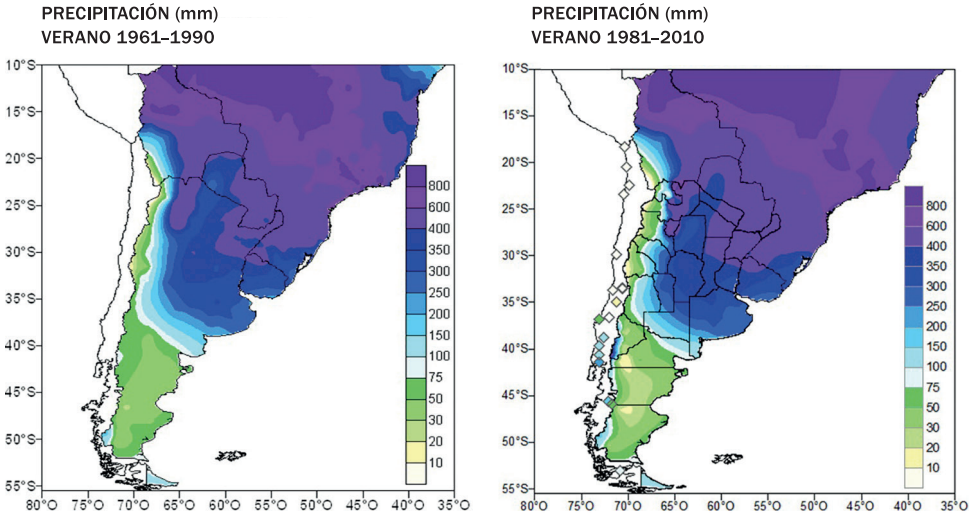 PRECIPITACIÓN (mm)
VERANO 1961–1990
10°S
15°S
20°S
25°S
30°S
35°S
40°S
45°S
50°S
55°S
80°O
75°O
70°O
65°O
60°O
55°O
50°O
45°O
40°O
35°O
800
600
400
350
300
250
200
150
100
75
50
30
20
10
PRECIPITACIÓN (mm)
VERANO 1981–2010
10°S
15°S
20°S
25°S
30°S
35°S
40°S
45°S
50°S
55°S
80°O
75°O
70°O
65°O
60°O
55°O
50°O
45°O
40°O
35°O
800
600
400
350
300
250
200
150
100
75
50
30
20
10